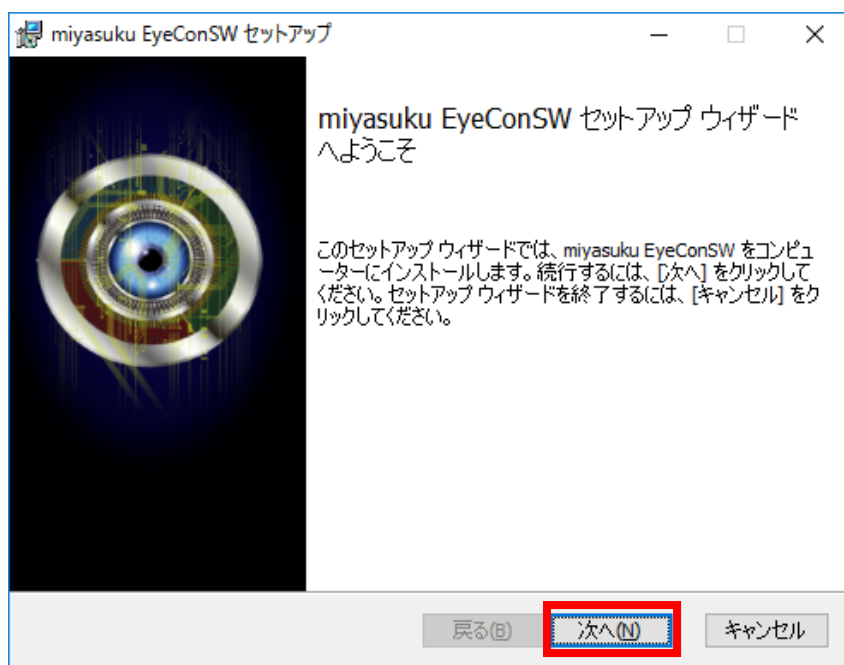 miyasuku EyeConSW セットアップ
miyasuku EyeConSW セットアップ ウィザード
へようこそ
このセットアップ ウィザードでは、miyasuku EyeConSW をコンピュ
ーターにインストールします。続行するには、[次へ] をクリックして
ください。セットアップ ウィザードを終了するには、[キャンセル] をク
リックしてください。
戻る(B) 次へ(N) キャンセル